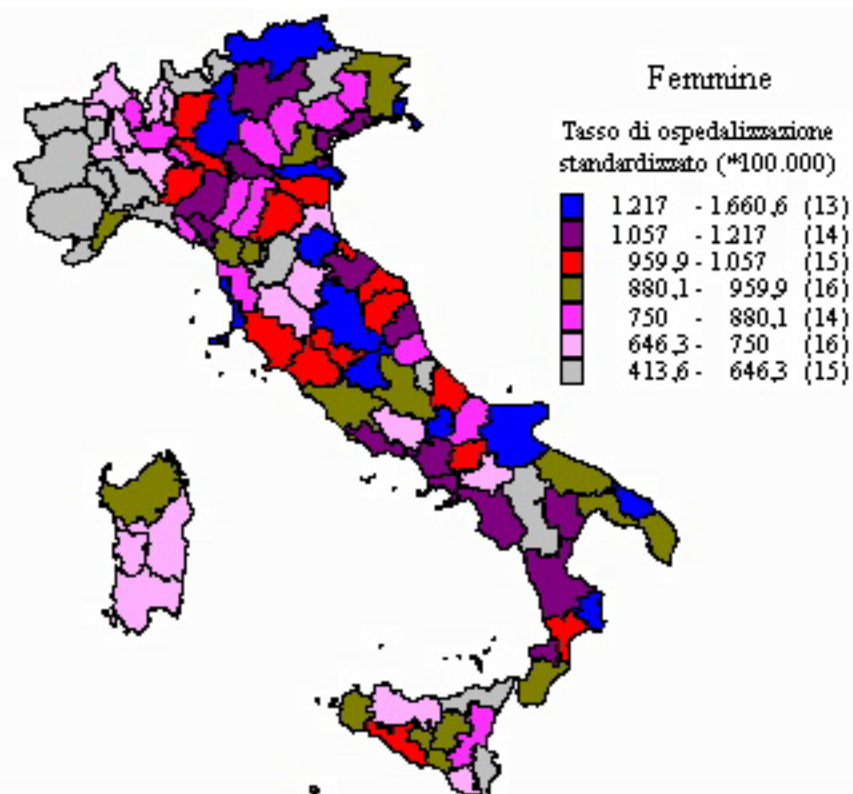 Femmine
Tasso di ospedalizzazione
standardizzato (*100.000)
1.217 - 1.660,6 (13)
1.057 - 1.217 (14)
959,9 - 1.057 (15)
880,1 - 959,9 (16)
750 - 880,1 (14)
646,3 - 750 (16)
413,6 - 646,3 (15)